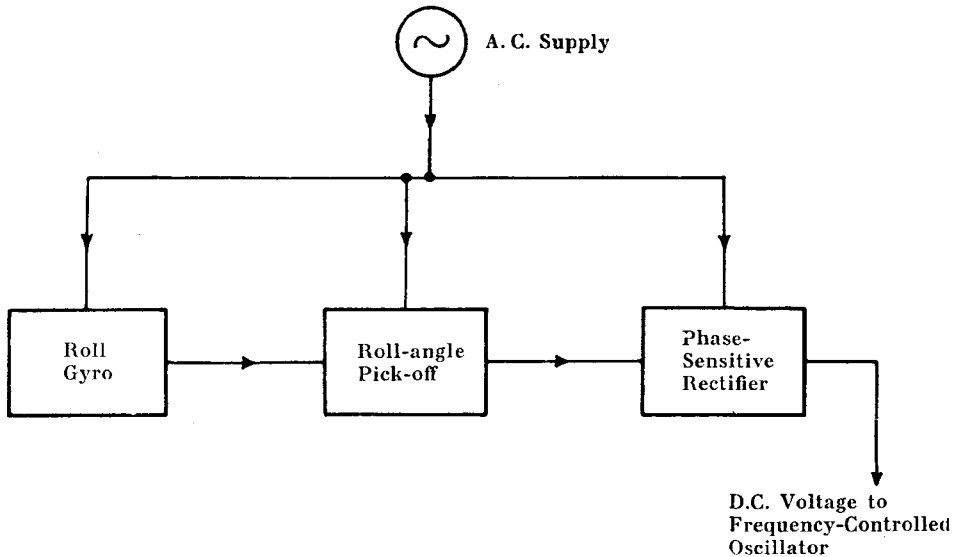 A. C. Supply
Roll
Gyro
Roll-angle
Pick-off
Phase-
Sensitive
Rectifier
D.C. Voltage to
Frequency-Controlled
Oscillator